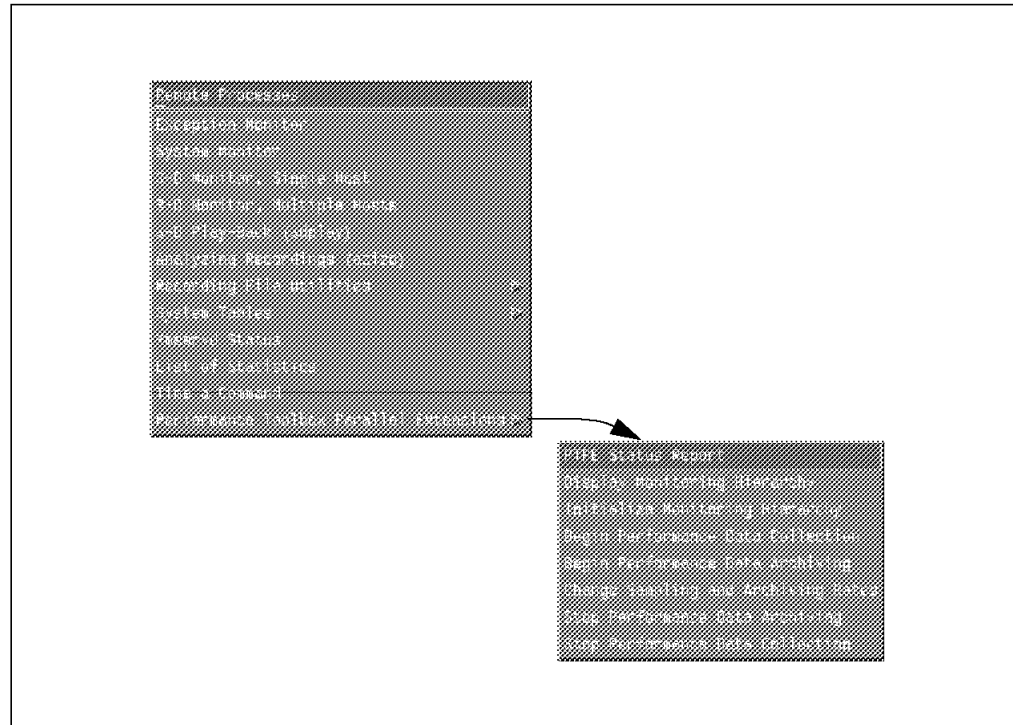 Remote Processes
Exception Monitor
System Monitor
3-D Monitor, Single Host
3-D Monitor, Multiple Hosts
3-D Play-Back
Analyzing Recordings (azizo)
Recording File Utilities
System Tables
Status
List of Statistics
Time a Command
Performance Toolbox Parallel Extensions
PTPE Status Report
Display Monitoring Hierarchy
Initialize Monitoring Hierarchy
Begin Performance Data Collection
Begin Performance Data Archiving
Change Sampling and Archiving Rates
Stop Performance Data Archiving
Stop Performance Data Collection